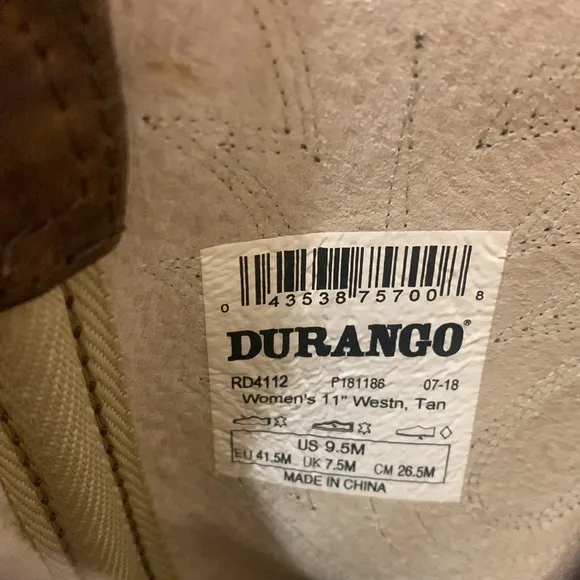 0 43538 75700 8
DURANGO®
RD4112 P181186 07-18
Women's 11" Westn, Tan
US 9.5M
EU 41.5M UK 7.5M CM 26.5M
MADE IN CHINA